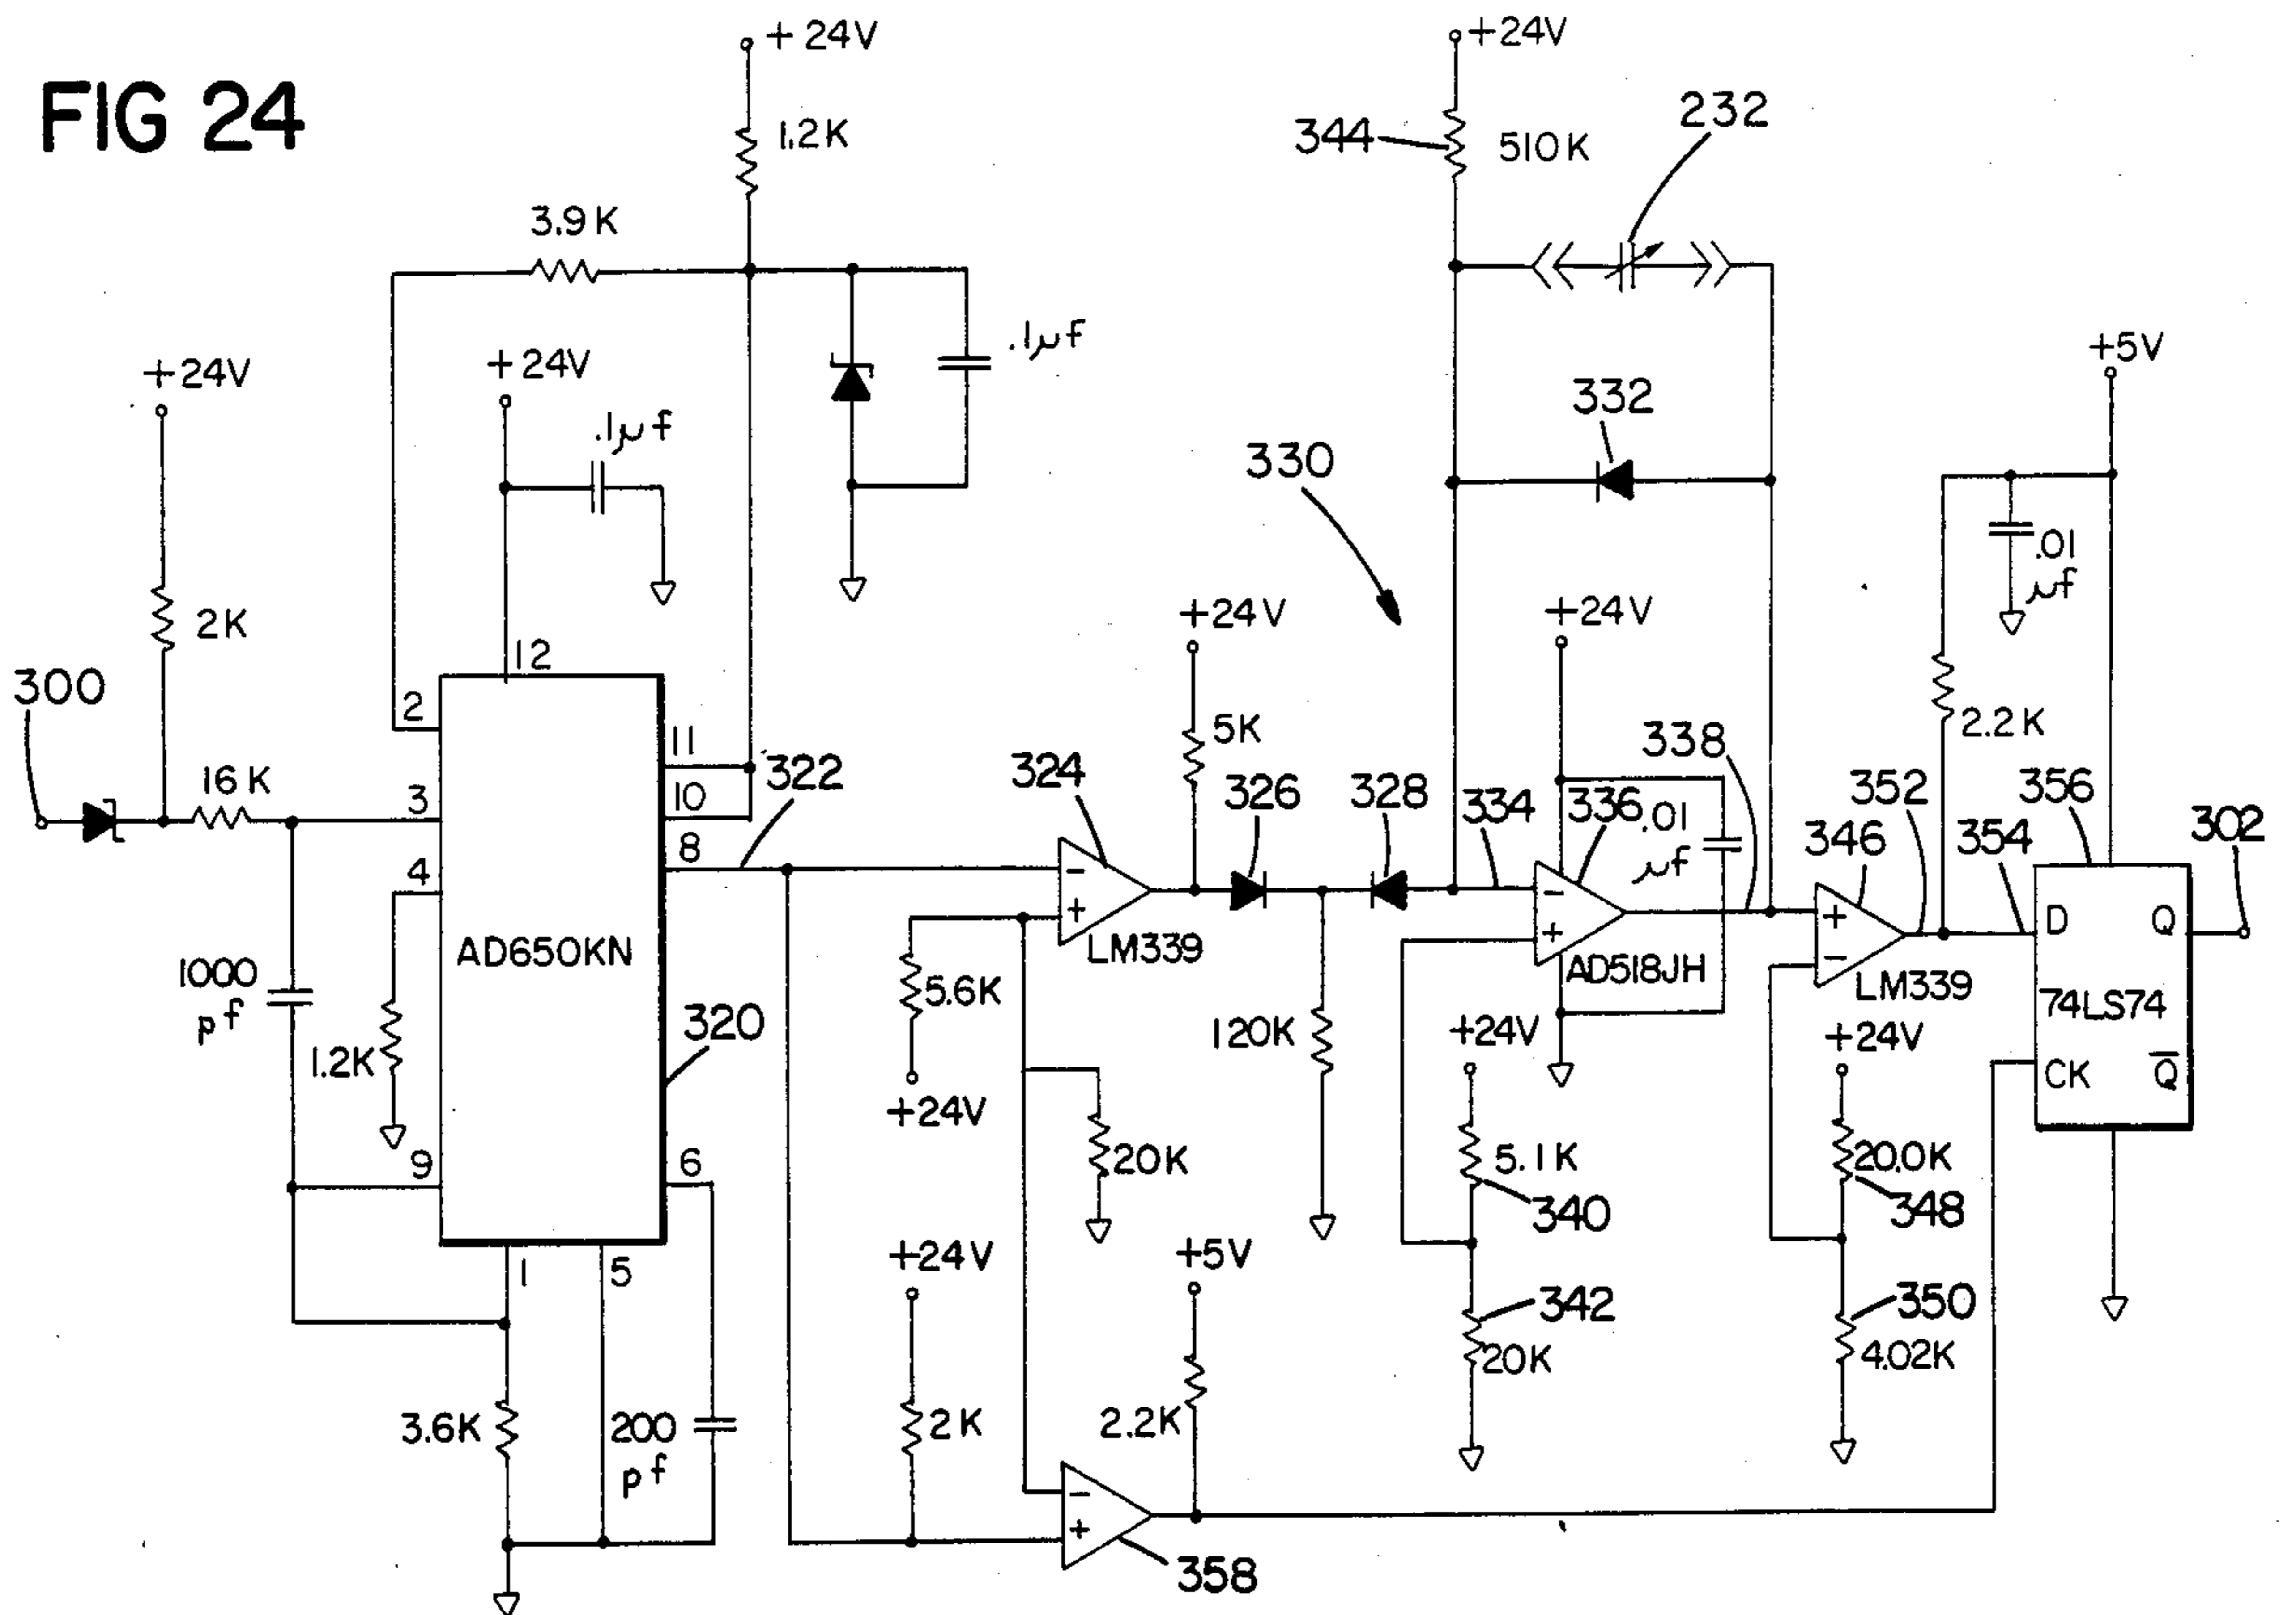 FIG 24
+24V
1.2K
3.9K
.1µf
+24V
.1µf
+24V
2K
300
16K
12
2
3
4
9
1
5
11
10
8
6
AD650KN
320
322
1000
pf
1.2K
3.6K
200
pf
324
-
+
LM339
+24V
5K
326
328
5.6K
+24V
20K
120K
+24V
2K
+5V
2.2K
-
+
358
+24V
344
510K
232
332
330
334
+24V
336
.01
µf
-
+
AD518JH
338
+24V
5.1K
340
342
20K
346
+
-
LM339
352
354
+24V
20.0K
348
350
4.02K
+5V
.01
µf
2.2K
356
302
D
Q
74LS74
CK
Q̅